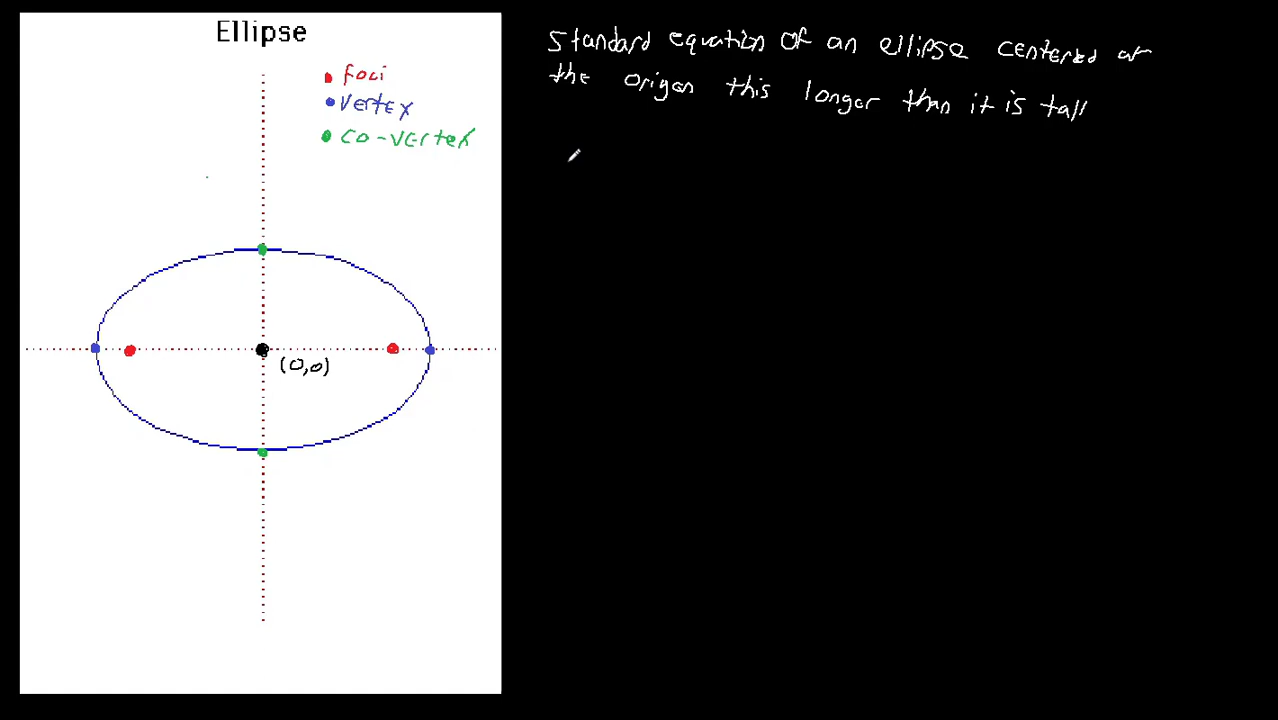 Ellipse
foci
vertex
co-vertex
(0,0)
Standard equation of an ellipse centered at
the origan this longer than it is tall